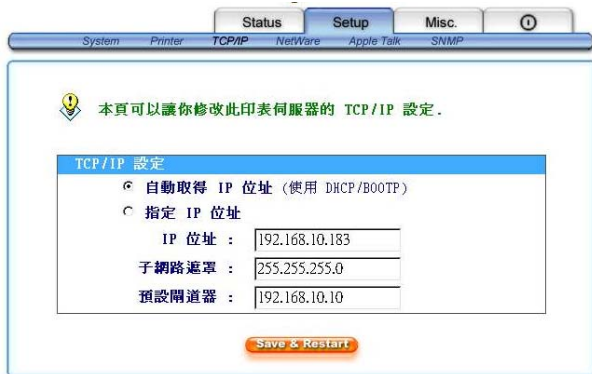 Status Setup Misc.
System Printer TCP/IP NetWare Apple Talk SNMP
本頁可以讓你修改此印表伺服器的 TCP/IP 設定.
TCP/IP 設定
自動取得 IP 位址 (使用 DHCP/BOOTP)
指定 IP 位址
IP 位址 : 192.168.10.183
子網路遮罩 : 255.255.255.0
預設閘道器 : 192.168.10.10
Save & Restart